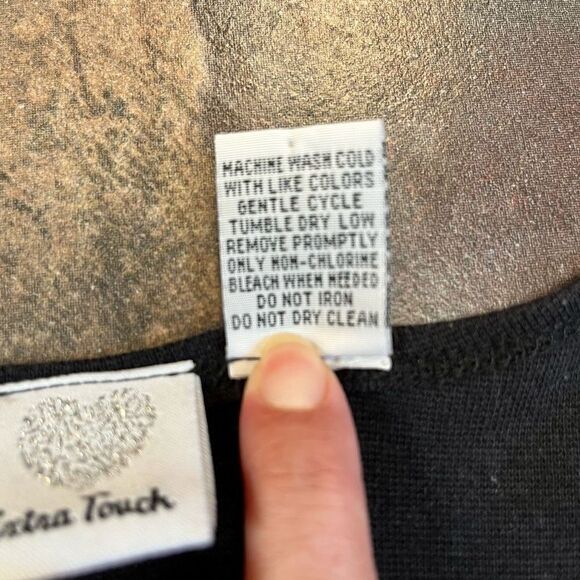 MACHINE WASH COLD
WITH LIKE COLORS
GENTLE CYCLE
TUMBLE DRY LOW
REMOVE PROMPTLY
ONLY NON-CHLORINE
BLEACH WHEN NEEDED
DO NOT IRON
DO NOT DRY CLEAN
Extra Touch